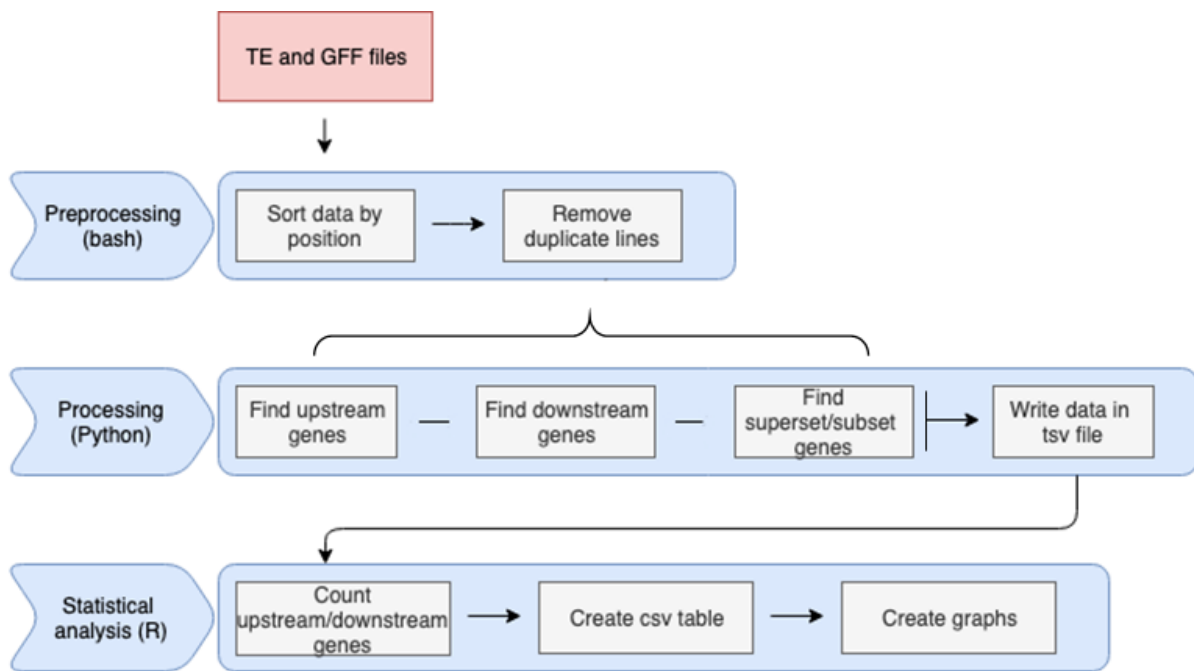 TE and GFF files
Preprocessing
(bash)
Sort data by
position
Remove
duplicate lines
Processing
(Python)
Find upstream
genes
Find downstream
genes
Find
superset/subset
genes
Write data in
tsv file
Statistical
analysis (R)
Count
upstream/downstream
genes
Create csv table
Create graphs